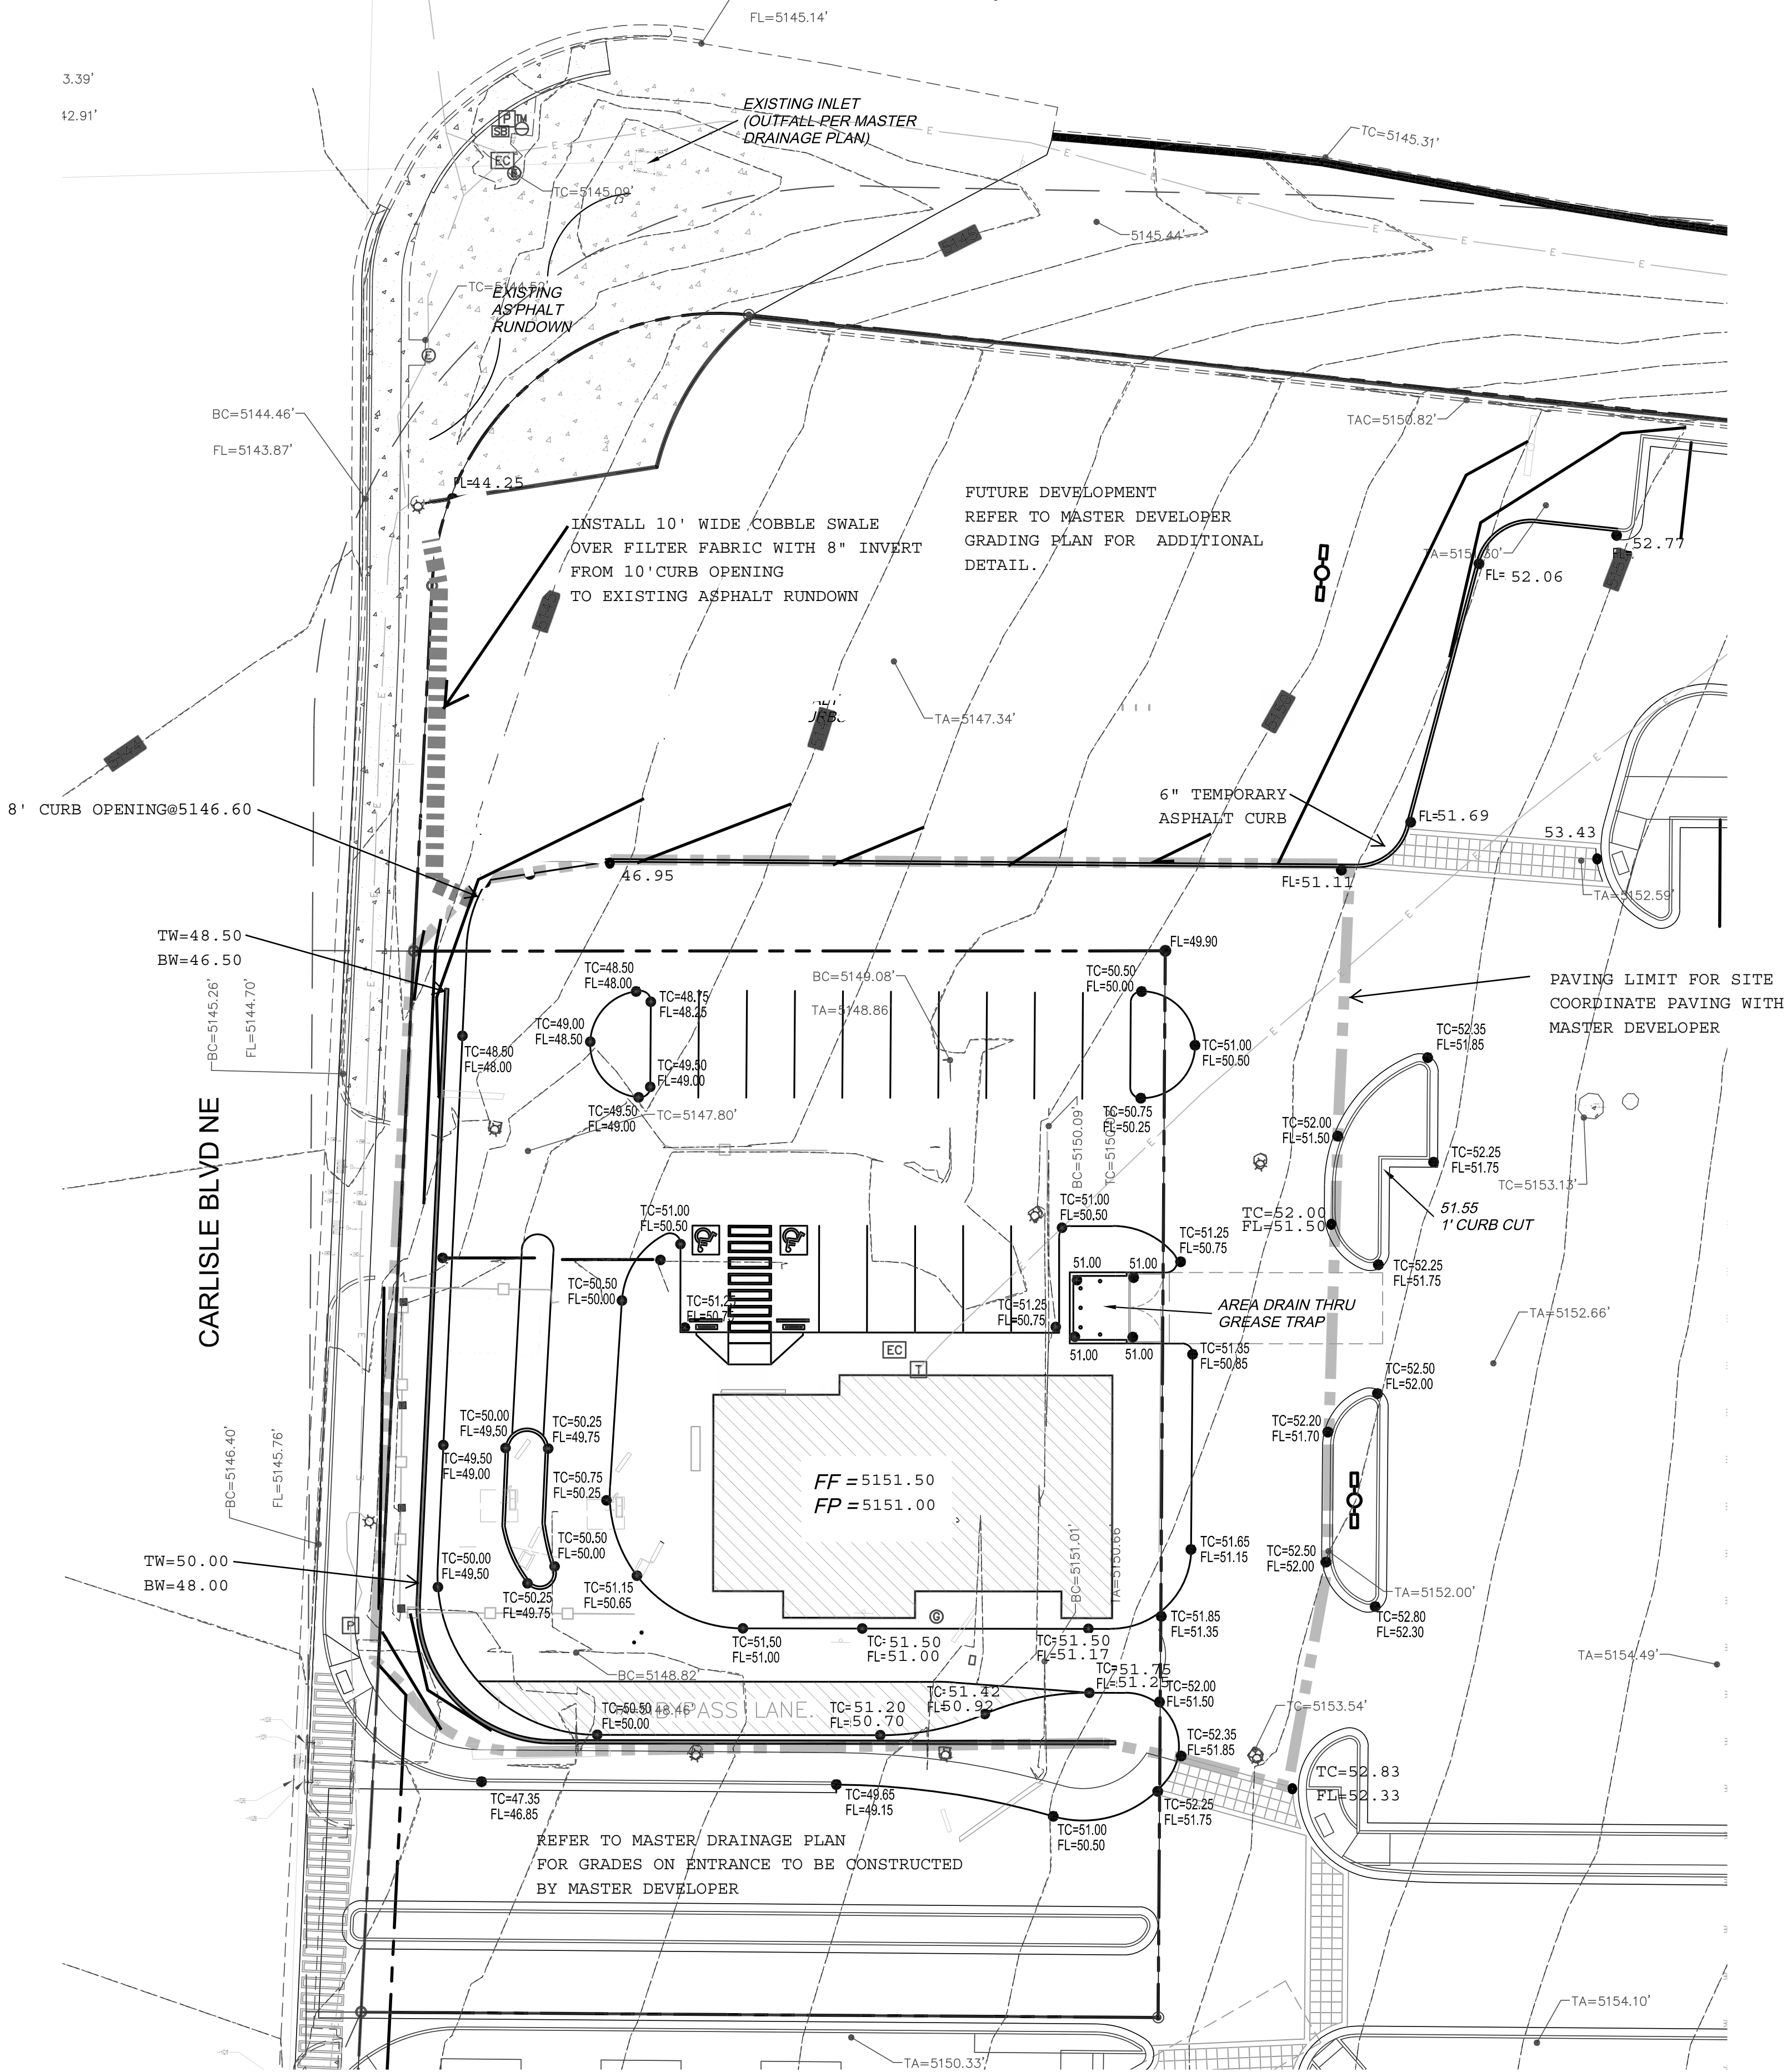 FL=5145.14'
3.39'
42.91'
EXISTING INLET
(OUTFALL PER MASTER
DRAINAGE PLAN)
P
TM
SB
EC
E
TC=5145.31'
TC=5145.09'
5145.44'
TC=5144.52'
EXISTING
ASPHALT
RUNDOWN
E
BC=5144.46'
FL=5143.87'
TAC=5150.82'
FL=44.25
INSTALL 10' WIDE COBBLE SWALE
OVER FILTER FABRIC WITH 8" INVERT
FROM 10'CURB OPENING
TO EXISTING ASPHALT RUNDOWN
FUTURE DEVELOPMENT
REFER TO MASTER DEVELOPER
GRADING PLAN FOR ADDITIONAL
DETAIL.
FL= 52.77
FL= 52.06
TA=5147.34'
8' CURB OPENING@5146.60
6" TEMPORARY
ASPHALT CURB
FL=51.69
53.43
46.95
FL=51.11
TA=5152.59'
TW=48.50
BW=46.50
FL=49.90
BC=5145.26'
FL=5144.70'
TC=48.50
FL=48.00
TC=48.75
FL=48.25
BC=5149.08'
TA=5148.86
TC=50.50
FL=50.00
PAVING LIMIT FOR SITE
COORDINATE PAVING WITH
MASTER DEVELOPER
TC=49.00
FL=48.50
TC=48.50
FL=48.00
TC=49.50
FL=49.00
TC=51.00
FL=50.50
TC=52.35
FL=51.85
TC=49.50
FL=49.00
TC=5147.80'
TC=50.75
FL=50.25
BC=5150.09'
TC=52.00
FL=51.50
TC=52.25
FL=51.75
TC=5153.13'
CARLISLE BLVD NE
TC=51.00
FL=50.50
TC=51.00
FL=50.50
TC=51.25
FL=50.75
TC=52.00
FL=51.50
51.55
1' CURB CUT
TC=50.50
FL=50.00
51.00
51.00
TC=52.25
FL=51.75
TC=51.25
FL=50.75
TC=51.25
FL=50.75
AREA DRAIN THRU
GREASE TRAP
51.00
51.00
TA=5152.66'
EC
T
TC=51.35
FL=50.85
TC=52.50
FL=52.00
BC=5146.40'
FL=5145.76'
TC=50.00
FL=49.50
TC=50.25
FL=49.75
TC=52.20
FL=51.70
TC=49.50
FL=49.00
TC=50.75
FL=50.25
FF = 5151.50
FP = 5151.00
BC=5151.01'
TA=5150.66'
TW=50.00
BW=48.00
TC=50.00
FL=49.50
TC=50.50
FL=50.00
TC=51.65
FL=51.15
TC=52.50
FL=52.00
TC=50.25
FL=49.75
TC=51.15
FL=50.65
TA=5152.00'
P
G
TC=51.85
FL=51.35
TC=52.80
FL=52.30
TC=51.50
FL=51.00
TC=51.50
FL=51.00
TC=51.50
FL=51.17
TA=5154.49'
BC=5148.82'
TC=51.75
FL=51.25
TC=51.42
FL=50.92
TC=52.00
FL=51.50
TC=50.50
FL=50.00
BYPASS LANE.
TC=51.20
FL=50.70
TC=5153.54'
TC=52.35
FL=51.85
TC=52.83
FL=52.33
TC=47.35
FL=46.85
TC=49.65
FL=49.15
TC=52.25
FL=51.75
TC=51.00
FL=50.50
REFER TO MASTER DRAINAGE PLAN
FOR GRADES ON ENTRANCE TO BE CONSTRUCTED
BY MASTER DEVELOPER
TA=5154.10'
TA=5150.33'